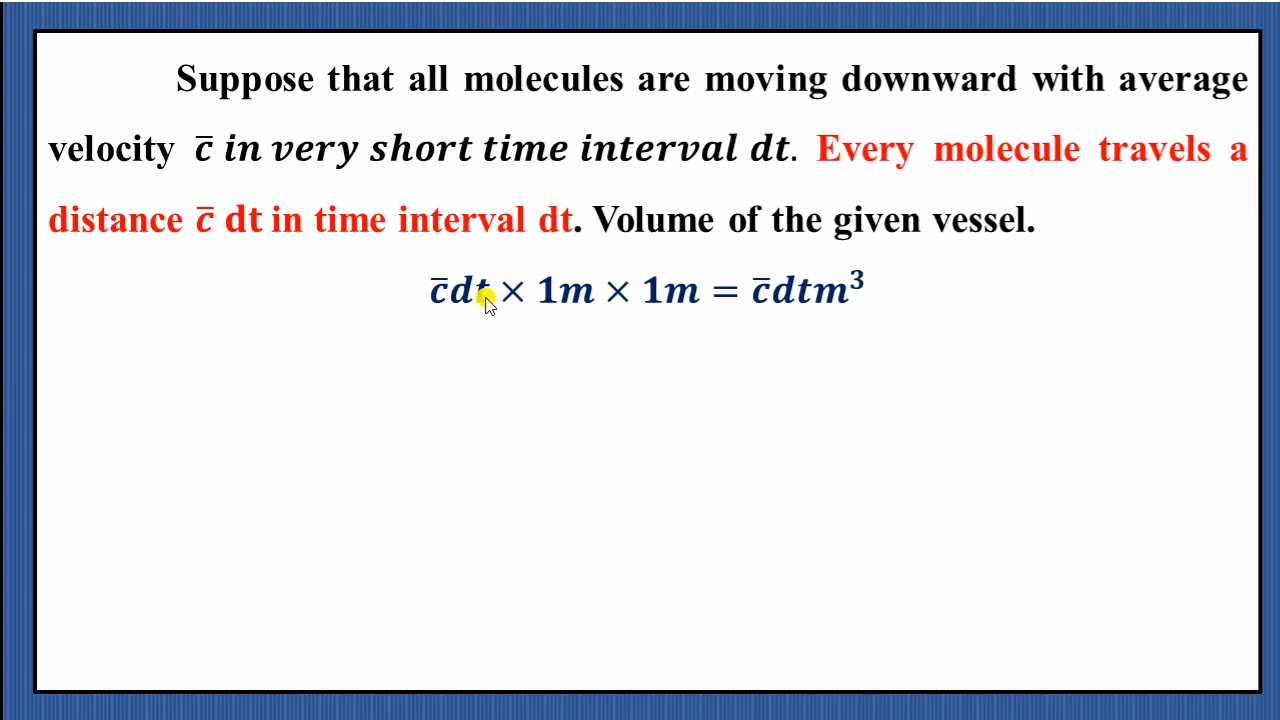 Suppose that all molecules are moving downward with average
velocity c̅ in very short time interval dt. Every molecule travels a
distance c̅ dt in time interval dt. Volume of the given vessel.
c̅dt × 1m × 1m = c̅dtm³